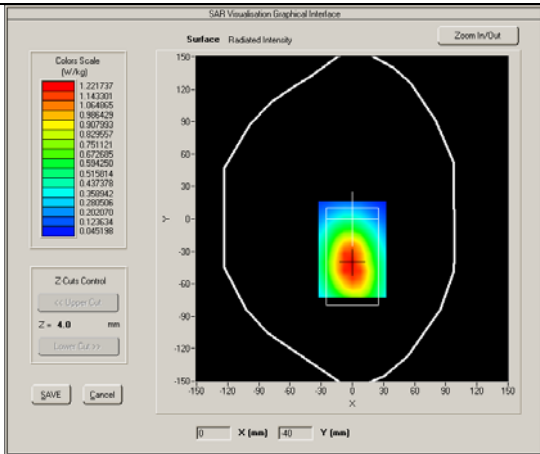 SAR Visualisation Graphical Interface
Surface Radiated Intensity
Zoom In/Out
Colors Scale
(W/kg)
1.221737
1.143301
1.064865
0.986429
0.907993
0.829557
0.751121
0.672685
0.594250
0.515814
0.437378
0.358942
0.280506
0.202070
0.123634
0.045198
Z-Cuts Control
<< Upper Cut
Z = 4.0 mm
Lower Cut >>
SAVE Cancel
150-
120-
90-
60-
30-
0-
-30-
-60-
-90-
-120-
-150-
Y
-150 -120 -90 -60 -30 0 30 60 90 120 150
X
0 X (mm) -40 Y (mm)